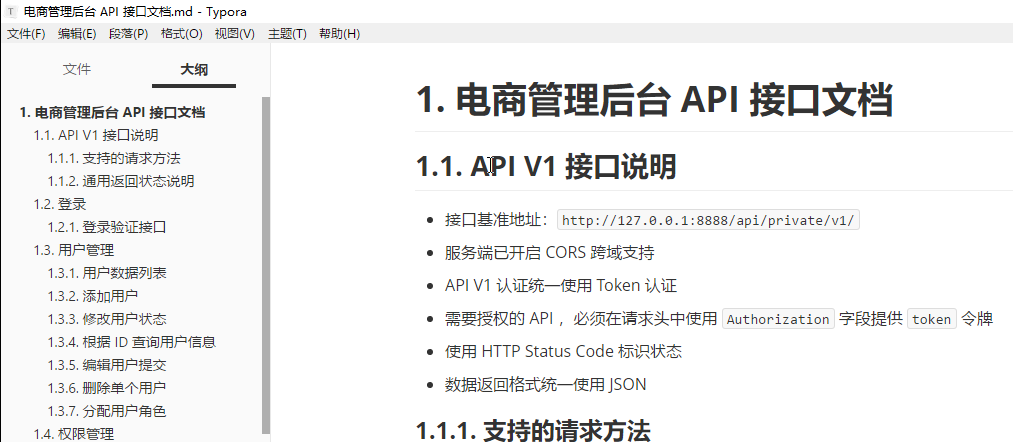 T 电商管理后台 API 接口文档.md - Typora
文件(F) 编辑(E) 段落(P) 格式(O) 视图(V) 主题(T) 帮助(H)
文件 大纲
1. 电商管理后台 API 接口文档
1.1. API V1 接口说明
1.1.1. 支持的请求方法
1.1.2. 通用返回状态说明
1.2. 登录
1.2.1. 登录验证接口
1.3. 用户管理
1.3.1. 用户数据列表
1.3.2. 添加用户
1.3.3. 修改用户状态
1.3.4. 根据 ID 查询用户信息
1.3.5. 编辑用户提交
1.3.6. 删除单个用户
1.3.7. 分配用户角色
1.4. 权限管理
1. 电商管理后台 API 接口文档
1.1. API V1 接口说明
• 接口基准地址：http://127.0.0.1:8888/api/private/v1/
• 服务端已开启 CORS 跨域支持
• API V1 认证统一使用 Token 认证
• 需要授权的 API ，必须在请求头中使用 Authorization 字段提供 token 令牌
• 使用 HTTP Status Code 标识状态
• 数据返回格式统一使用 JSON
1.1.1. 支持的请求方法